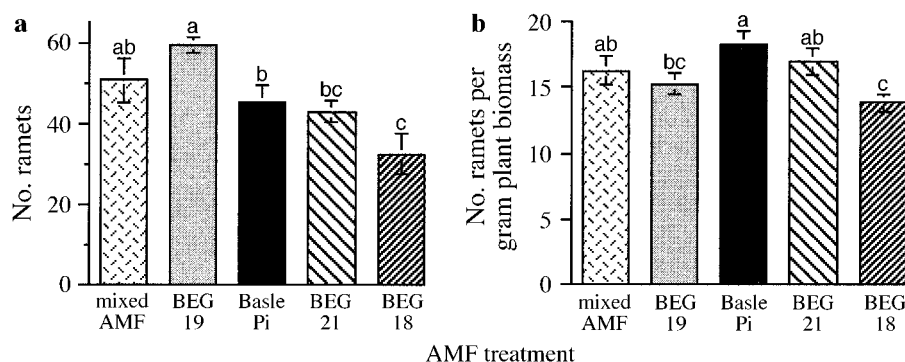 a
No. ramets
60
40
20
0
ab
a
b
bc
c
mixed
AMF
BEG
19
Basle
Pi
BEG
21
BEG
18
b
No. ramets per
gram plant biomass
20
15
10
5
0
ab
bc
a
ab
c
mixed
AMF
BEG
19
Basle
Pi
BEG
21
BEG
18
AMF treatment